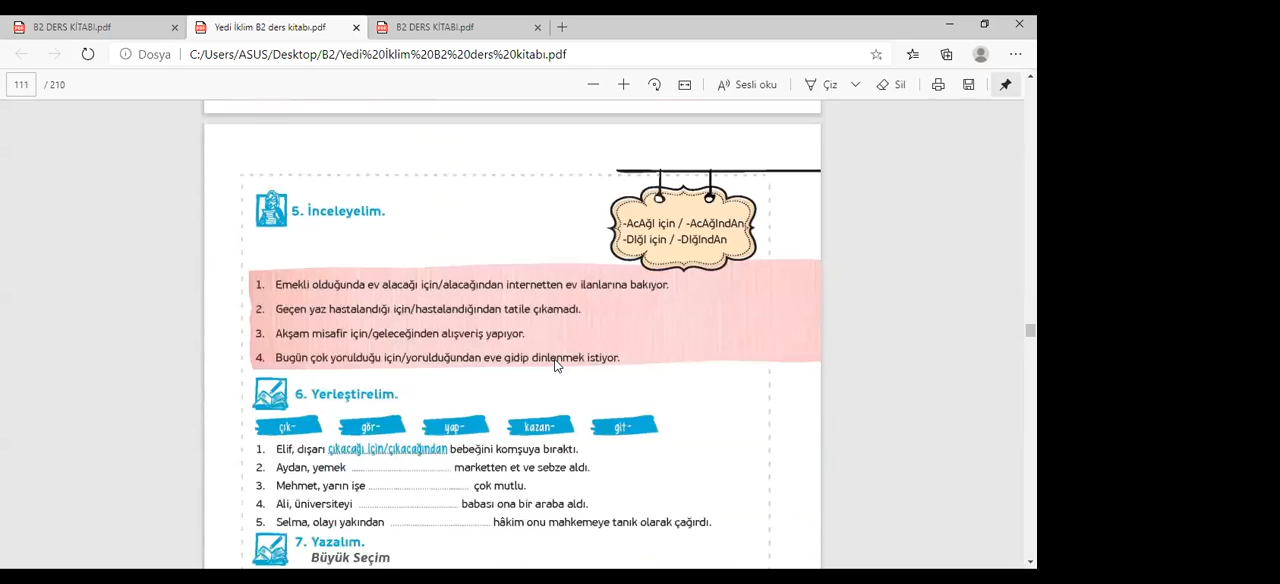 B2 DERS KİTABI.pdf
Yedi İklim B2 ders kitabı.pdf
B2 DERS KİTABI.pdf
Dosya
C:/Users/ASUS/Desktop/B2/Yedi%20İklim%20B2%20ders%20kitabı.pdf
111 / 210
A Sesli oku
Çiz
Sil
5. İnceleyelim.
-AcAğI için / -AcAğIndAn
-DIğI için / -DIğIndAn
1. Emekli olduğunda ev alacağı için/alacağından internetten ev ilanlarına bakıyor.
2. Geçen yaz hastalandığı için/hastalandığından tatile çıkamadı.
3. Akşam misafir için/geleceğinden alışveriş yapıyor.
4. Bugün çok yorulduğu için/yorulduğundan eve gidip dinlenmek istiyor.
6. Yerleştirelim.
çık- gör- yap- kazan- git-
1. Elif, dışarı çıkacağı için/çıkacağından bebeğini komşuya bıraktı.
2. Aydan, yemek ........................ marketten et ve sebze aldı.
3. Mehmet, yarın işe ........................ çok mutlu.
4. Ali, üniversiteyi ........................ babası ona bir araba aldı.
5. Selma, olayı yakından ........................ hâkim onu mahkemeye tanık olarak çağırdı.
7. Yazalım.
Büyük Seçim